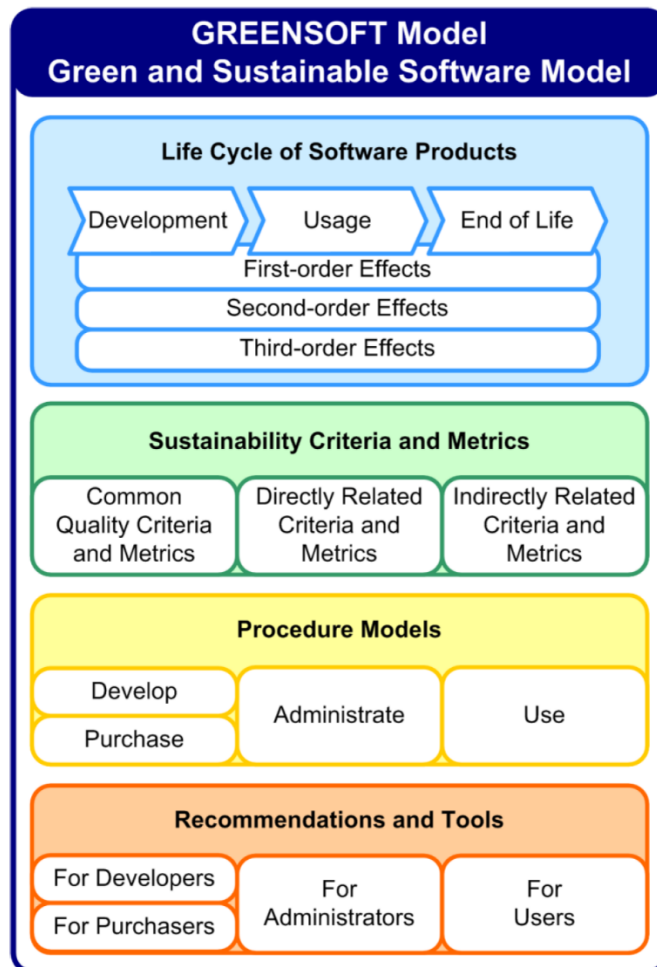 GREENSOFT Model
Green and Sustainable Software Model
Life Cycle of Software Products
Development
Usage
End of Life
First-order Effects
Second-order Effects
Third-order Effects
Sustainability Criteria and Metrics
Common
Quality Criteria
and Metrics
Directly Related
Criteria and
Metrics
Indirectly Related
Criteria and
Metrics
Procedure Models
Develop
Purchase
Administrate
Use
Recommendations and Tools
For Developers
For Purchasers
For
Administrators
For
Users